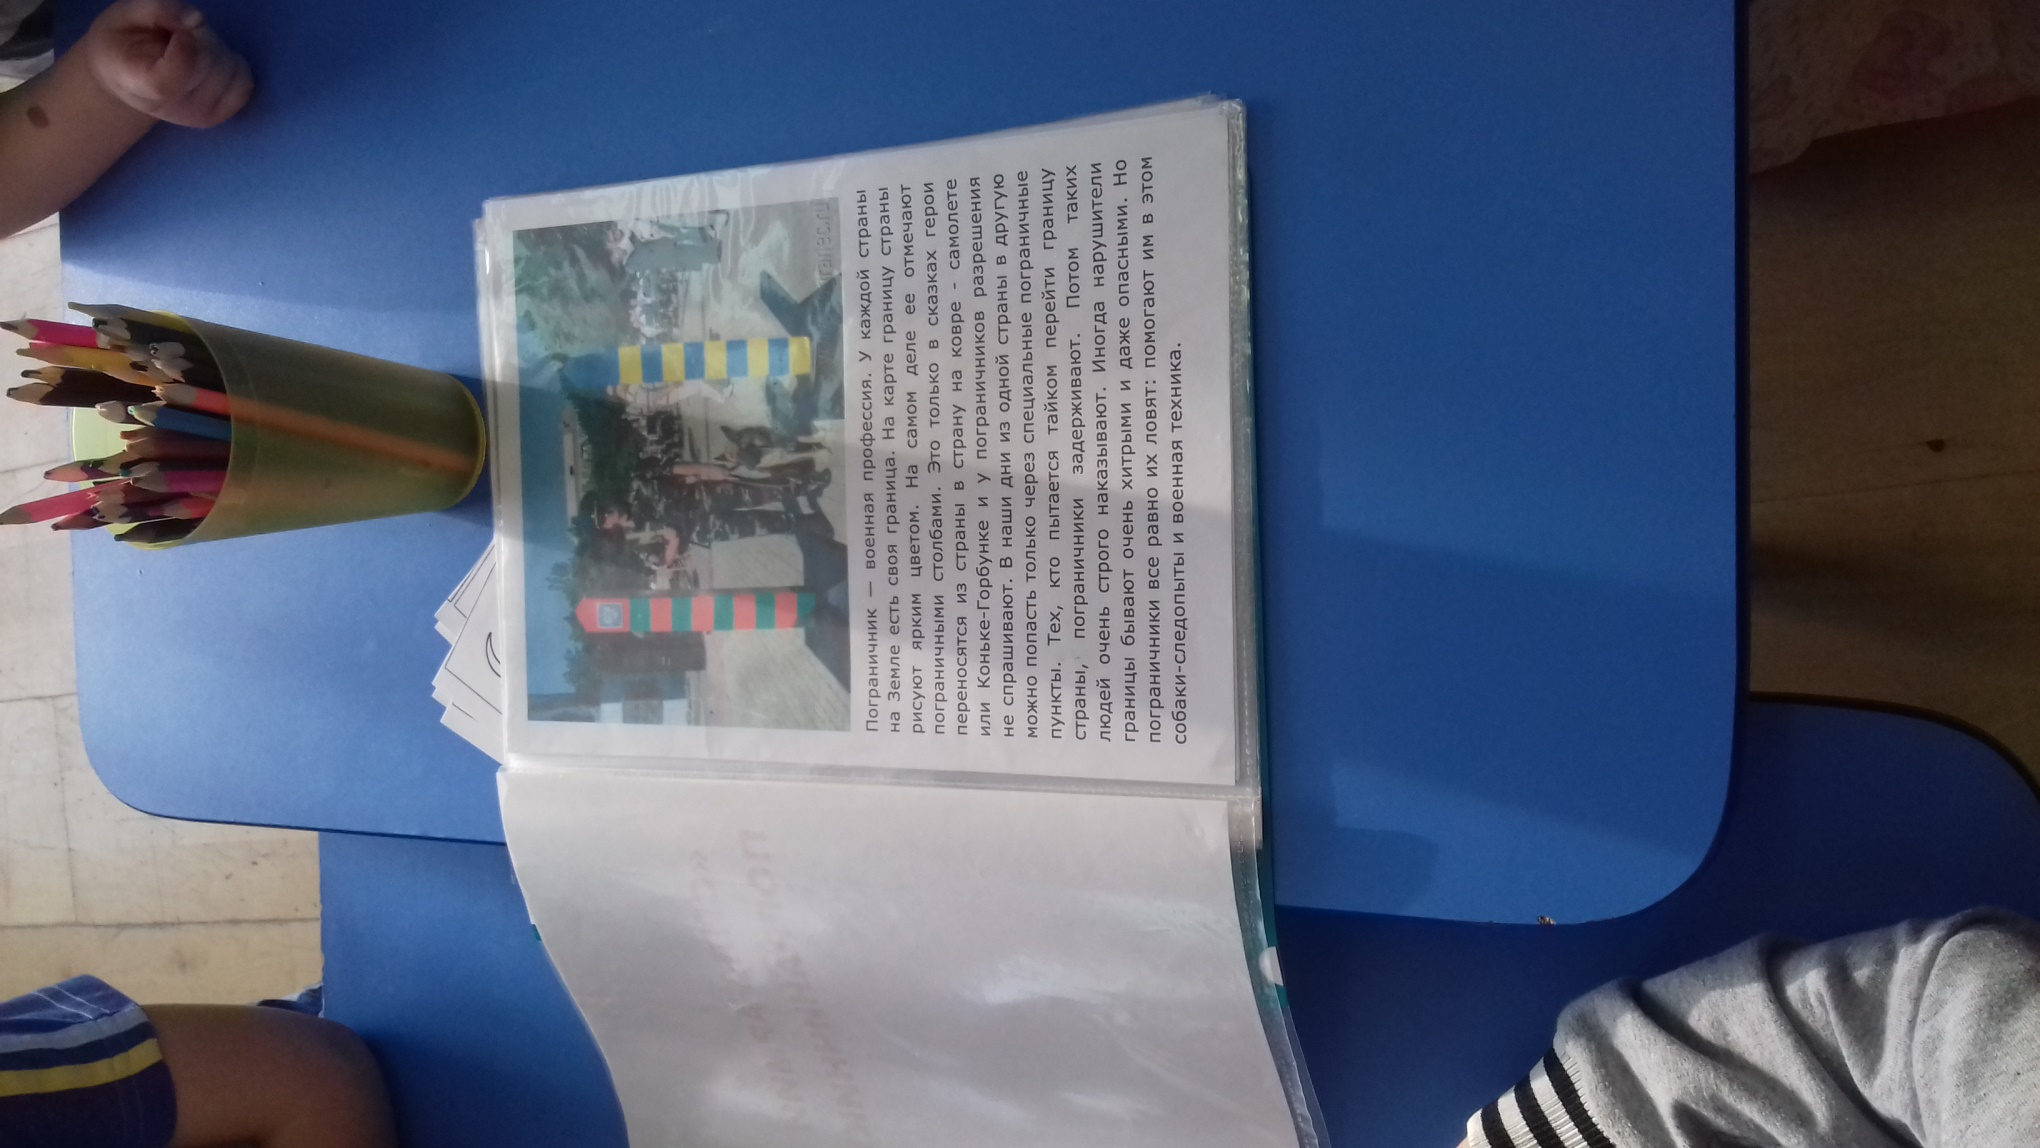 Пограничник — военная профессия. У каждой страны
на Земле есть своя граница. На карте границу страны
рисуют ярким цветом. На самом деле ее отмечают
пограничными столбами. Это только в сказках герои
переносятся из страны в страну на ковре - самолете
или Коньке-Горбунке и у пограничников разрешения
не спрашивают. В наши дни из одной страны в другую
можно попасть только через специальные пограничные
пункты. Тех, кто пытается тайком перейти границу
страны, пограничники задерживают. Потом таких
людей очень строго наказывают. Иногда нарушители
границы бывают очень хитрыми и даже опасными. Но
пограничники все равно их ловят: помогают им в этом
собаки-следопыты и военная техника.